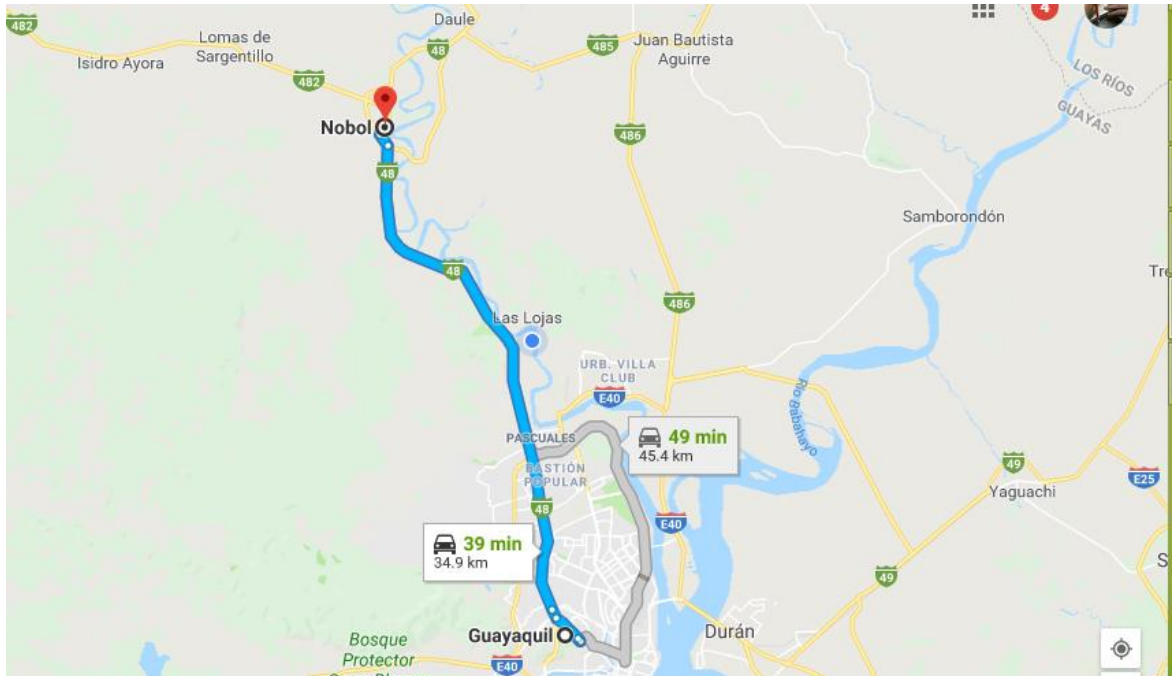 4
482
Daule
Lomas de
Sargentillo
48
485
Juan Bautista
Aguirre
Isidro Ayora
482
LOS RÍOS
GUAYAS
Nobol
486
48
Samborondón
48
Tre
486
Las Lojas
URB. VILLA
CLUB
E40
Río Babahoyo
PASCUALES
49 min
45.4 km
BASTIÓN
POPULAR
49
E25
Yaguachi
48
E40
39 min
34.9 km
S
49
Guayaquil
Durán
Bosque
Protector
E40